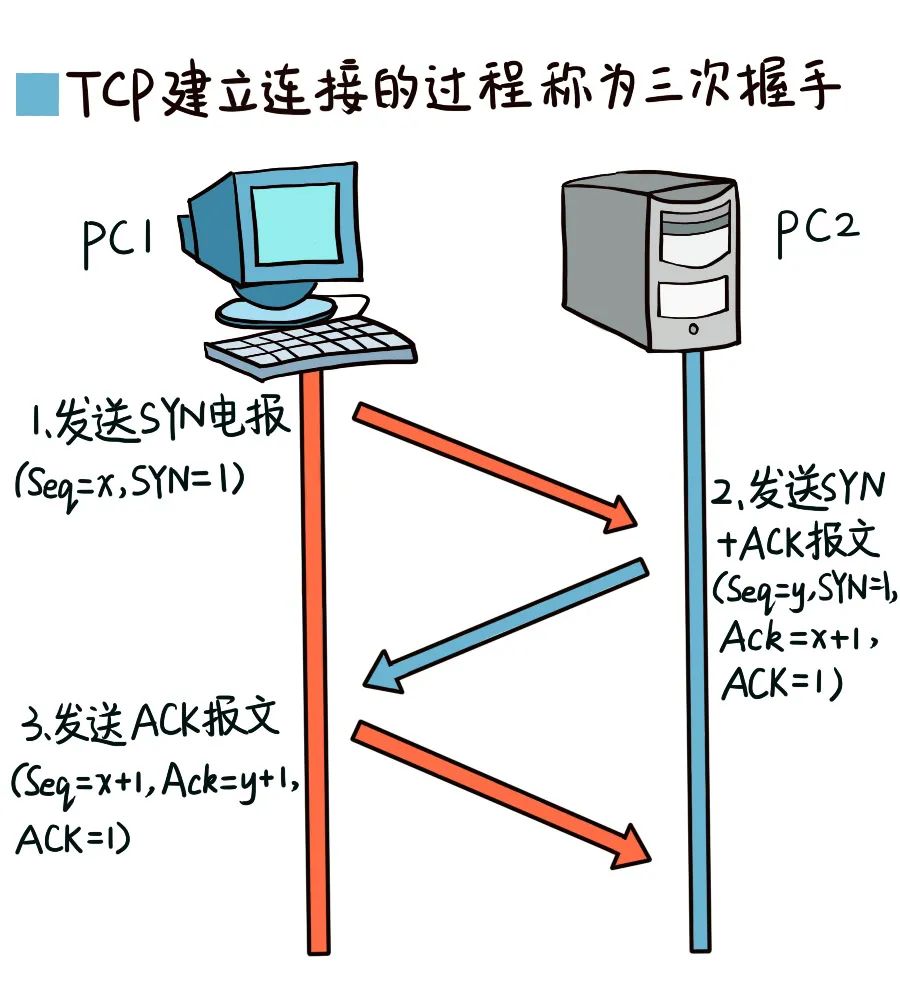 TCP建立连接的过程称为三次握手
PC1
PC2
1.发送SYN电报
(Seq=x,SYN=1)
2.发送SYN
+ACK报文
(Seq=y,SYN=1,
Ack=x+1,
ACK=1)
3.发送ACK报文
(Seq=x+1,Ack=y+1,
ACK=1)